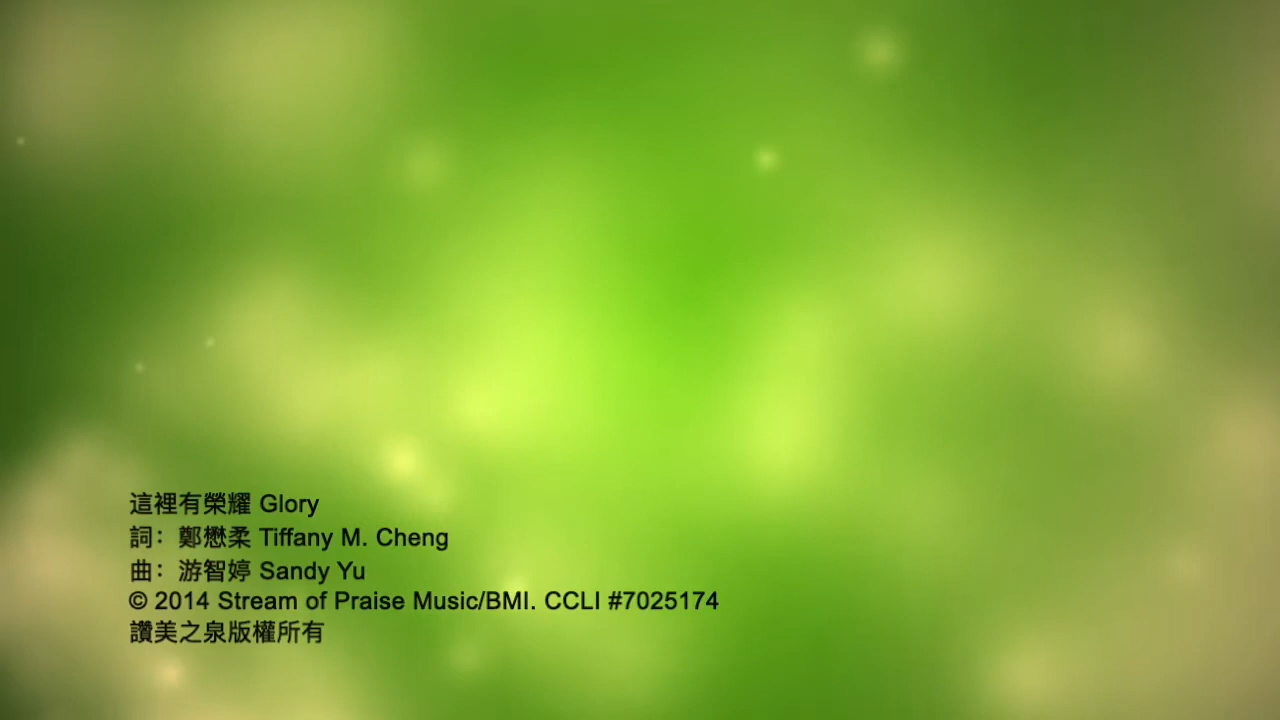 這裡有榮耀 Glory
詞：鄭懋柔 Tiffany M. Cheng
曲：游智婷 Sandy Yu
© 2014 Stream of Praise Music/BMI. CCLI #7025174
讚美之泉版權所有